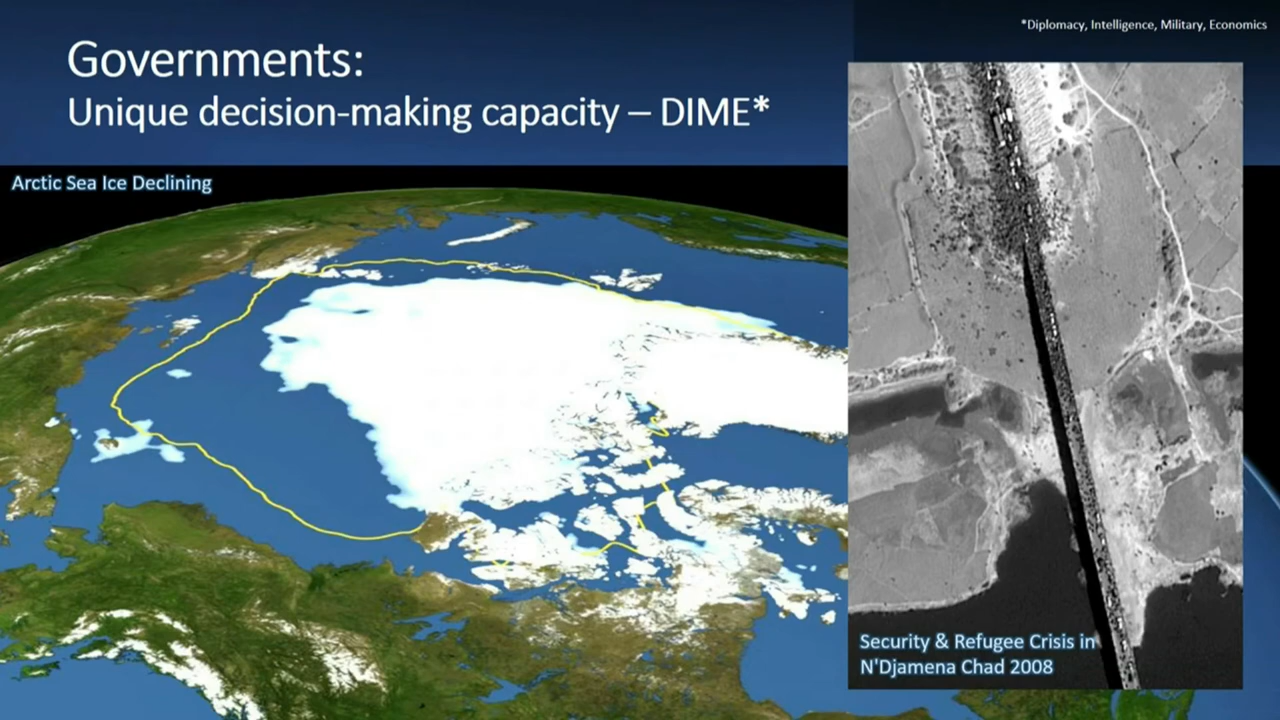 *Diplomacy, Intelligence, Military, Economics
Governments:
Unique decision-making capacity – DIME*
Arctic Sea Ice Declining
Security & Refugee Crisis in
N'Djamena Chad 2008